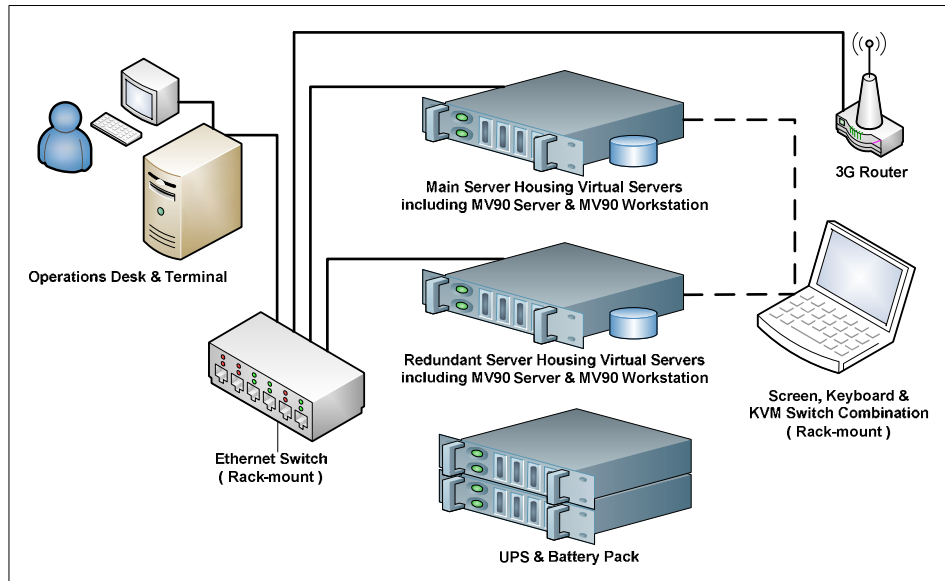 3G Router
Main Server Housing Virtual Servers
including MV90 Server & MV90 Workstation
Operations Desk & Terminal
Redundant Server Housing Virtual Servers
including MV90 Server & MV90 Workstation
Screen, Keyboard &
KVM Switch Combination
( Rack-mount )
Ethernet Switch
( Rack-mount )
UPS & Battery Pack